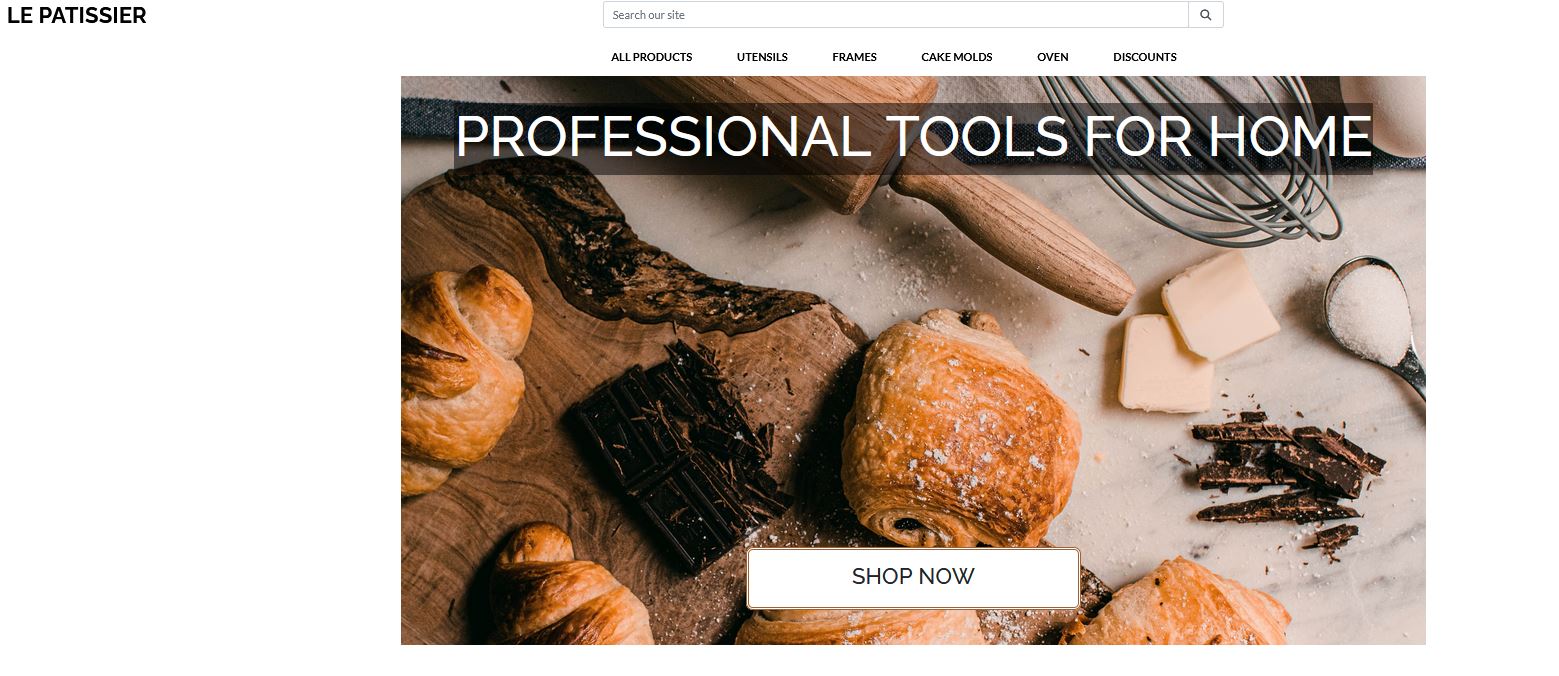 LE PATISSIER
Search our site
ALL PRODUCTS UTENSILS FRAMES CAKE MOLDS OVEN DISCOUNTS
PROFESSIONAL TOOLS FOR HOME
SHOP NOW